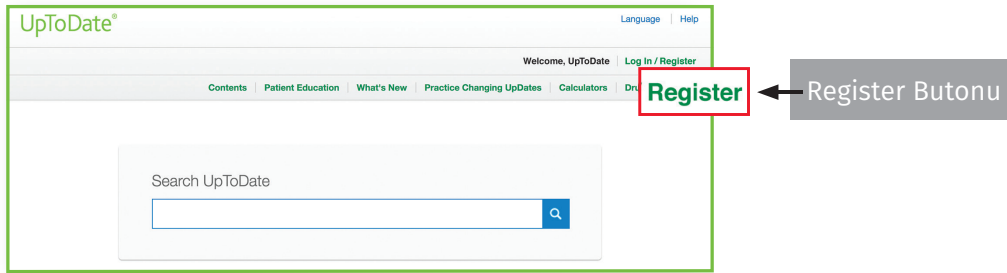 UpToDate®
Language Help
Welcome, UpToDate Log In / Register
Contents Patient Education What's New Practice Changing UpDates Calculators Dru
Register
Register Butonu
Search UpToDate